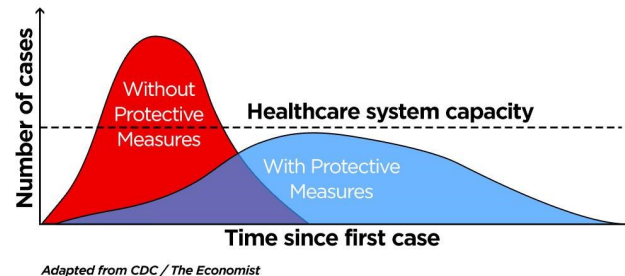 Number of cases
Without
Protective
Measures
Healthcare system capacity
With Protective
Measures
Time since first case
Adapted from CDC / The Economist